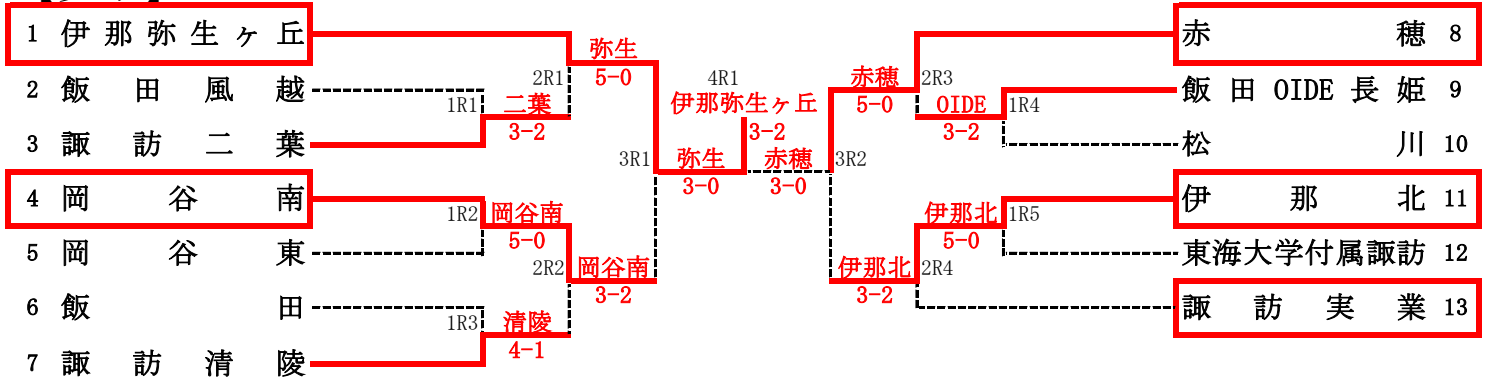 1 伊那弥生ヶ丘
2 飯田風越
3 諏訪二葉
4 岡谷南
5 岡谷東
6 飯田
7 諏訪清陵
1R1
1R2
1R3
2R1
二葉
3-2
岡谷南
5-0
2R2
清陵
4-1
弥生
5-0
岡谷南
3-2
3R1
弥生
3-0
4R1
伊那弥生ヶ丘
3-2
赤穂
3-0
3R2
赤穂
5-0
伊那北
3-2
2R3
OIDE
3-2
伊那北
5-0
2R4
1R4
1R5
赤穂 8
飯田OIDE長姫 9
松川 10
伊那北 11
東海大学付属諏訪 12
諏訪実業 13